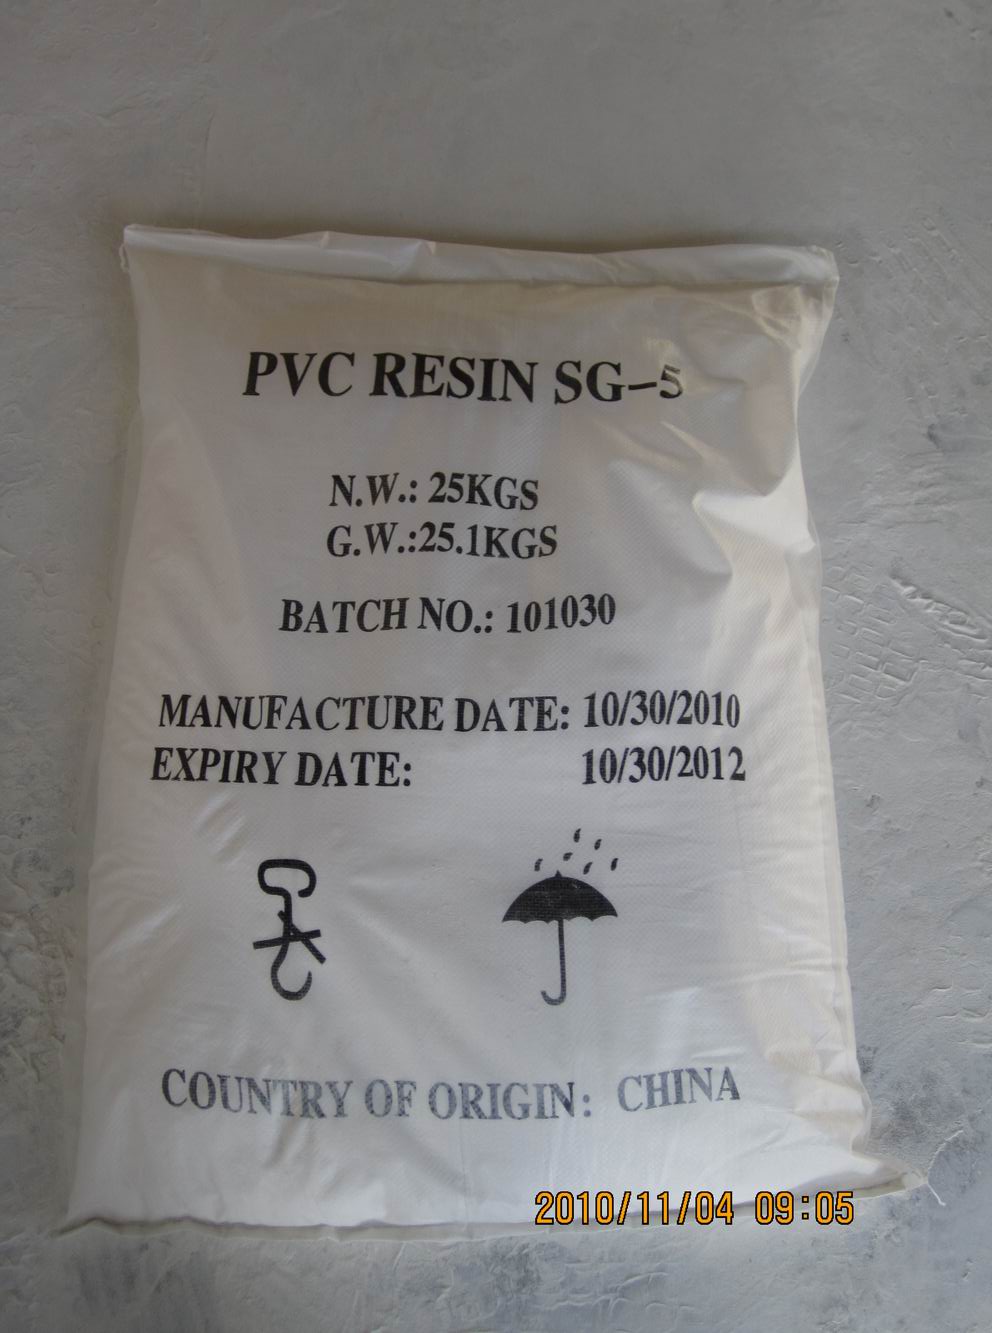 PVC RESIN SG-5
N.W.: 25KGS
G.W.:25.1KGS
BATCH NO.: 101030
MANUFACTURE DATE: 10/30/2010
EXPIRY DATE: 10/30/2012
COUNTRY OF ORIGIN: CHINA
2010/11/04 09:05